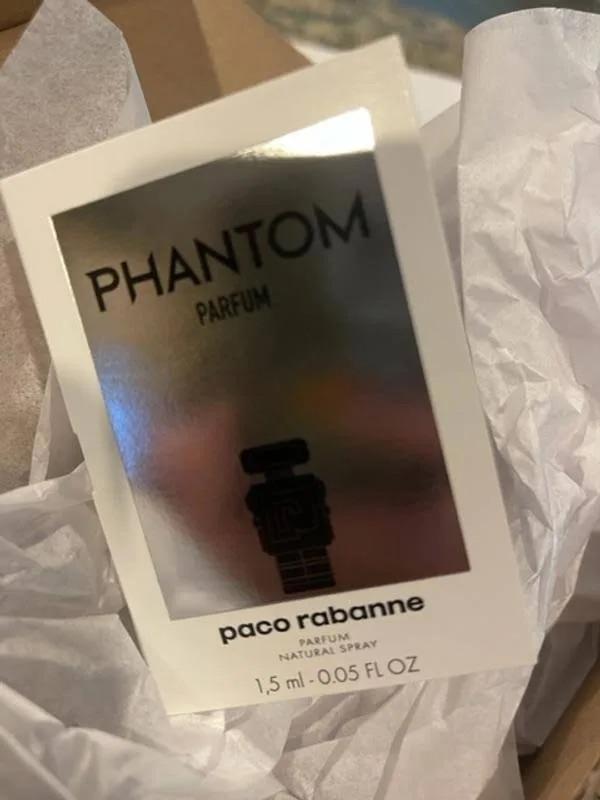 PHANTOM
PARFUM
paco rabanne
PARFUM
NATURAL SPRAY
1,5 ml - 0.05 FL OZ